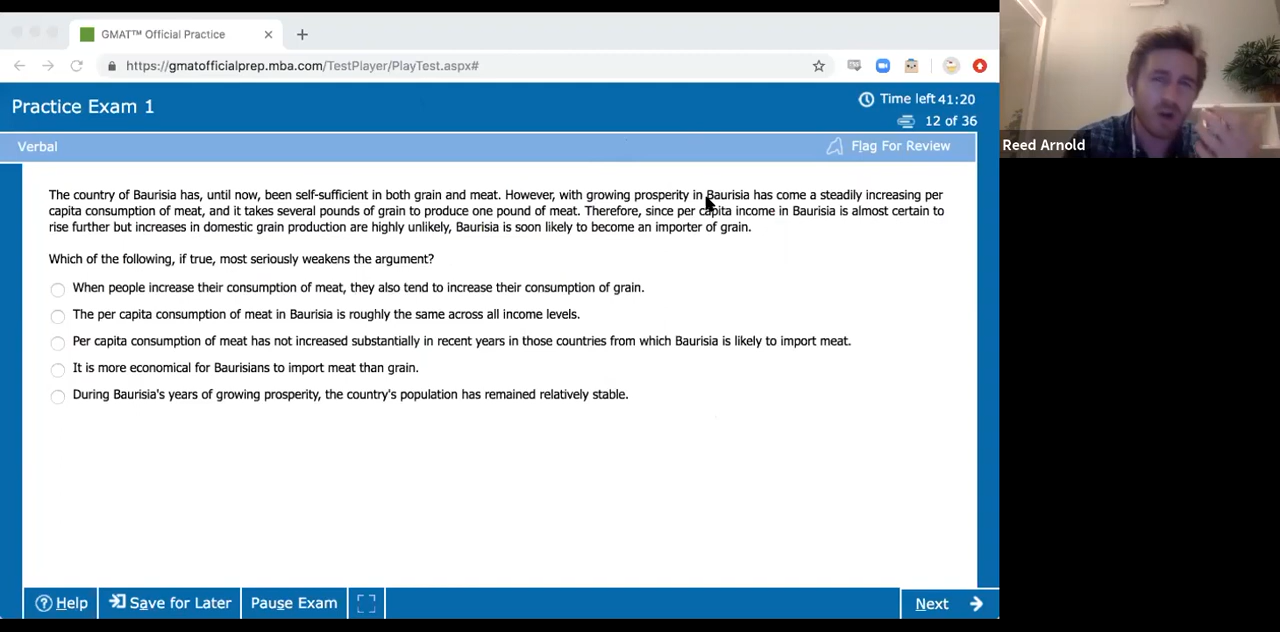 GMAT™ Official Practice
https://gmatofficialprep.mba.com/TestPlayer/PlayTest.aspx#
Practice Exam 1
Time left 41:20
12 of 36
Verbal
Flag For Review
Reed Arnold
The country of Baurisia has, until now, been self-sufficient in both grain and meat. However, with growing prosperity in Baurisia has come a steadily increasing per
capita consumption of meat, and it takes several pounds of grain to produce one pound of meat. Therefore, since per capita income in Baurisia is almost certain to
rise further but increases in domestic grain production are highly unlikely, Baurisia is soon likely to become an importer of grain.
Which of the following, if true, most seriously weakens the argument?
When people increase their consumption of meat, they also tend to increase their consumption of grain.
The per capita consumption of meat in Baurisia is roughly the same across all income levels.
Per capita consumption of meat has not increased substantially in recent years in those countries from which Baurisia is likely to import meat.
It is more economical for Baurisians to import meat than grain.
During Baurisia's years of growing prosperity, the country's population has remained relatively stable.
Help
Save for Later
Pause Exam
Next